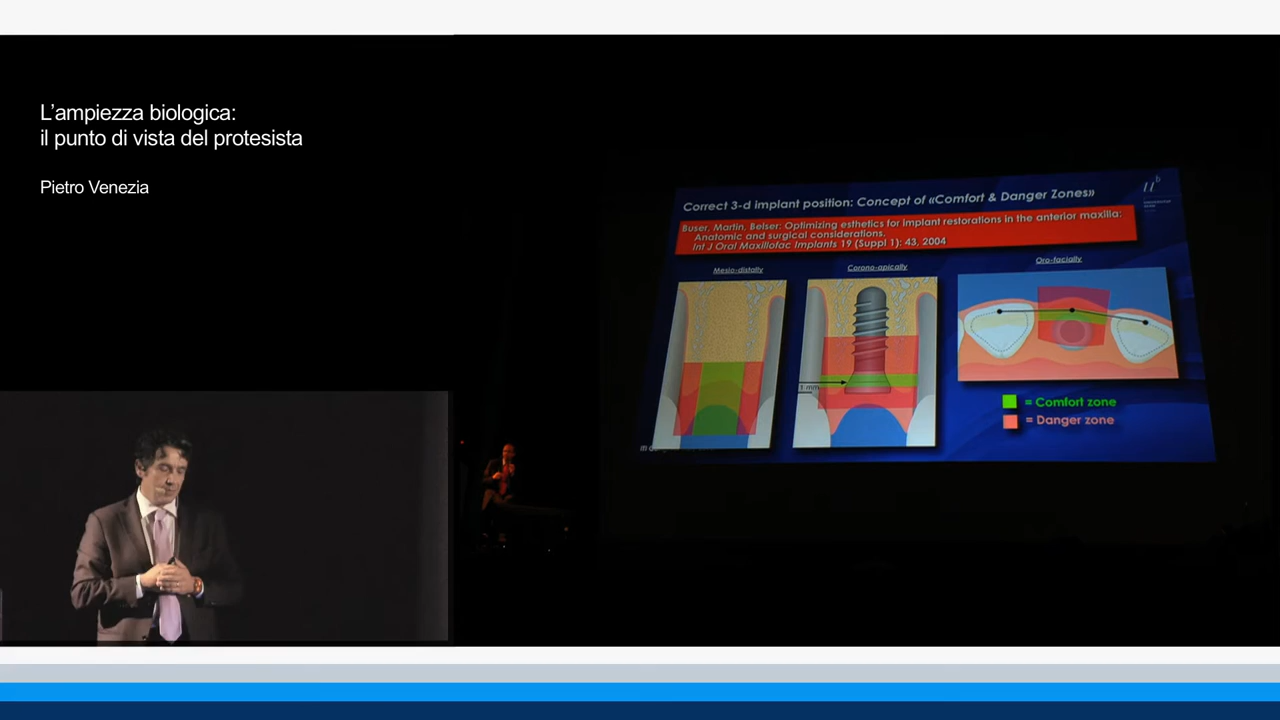 L'ampiezza biologica:
il punto di vista del protesista
Pietro Venezia
Correct 3-d implant position: Concept of «Comfort & Danger Zones»
Buser, Martin, Belser: Optimizing esthetics for implant restorations in the anterior maxilla:
Anatomic and surgical considerations.
Int J Oral Maxillofac Implants 19 (Suppl 1): 43, 2004
Mesio-distally
Corono-apically
Oro-facially
1 mm
= Comfort zone
= Danger zone
u
b